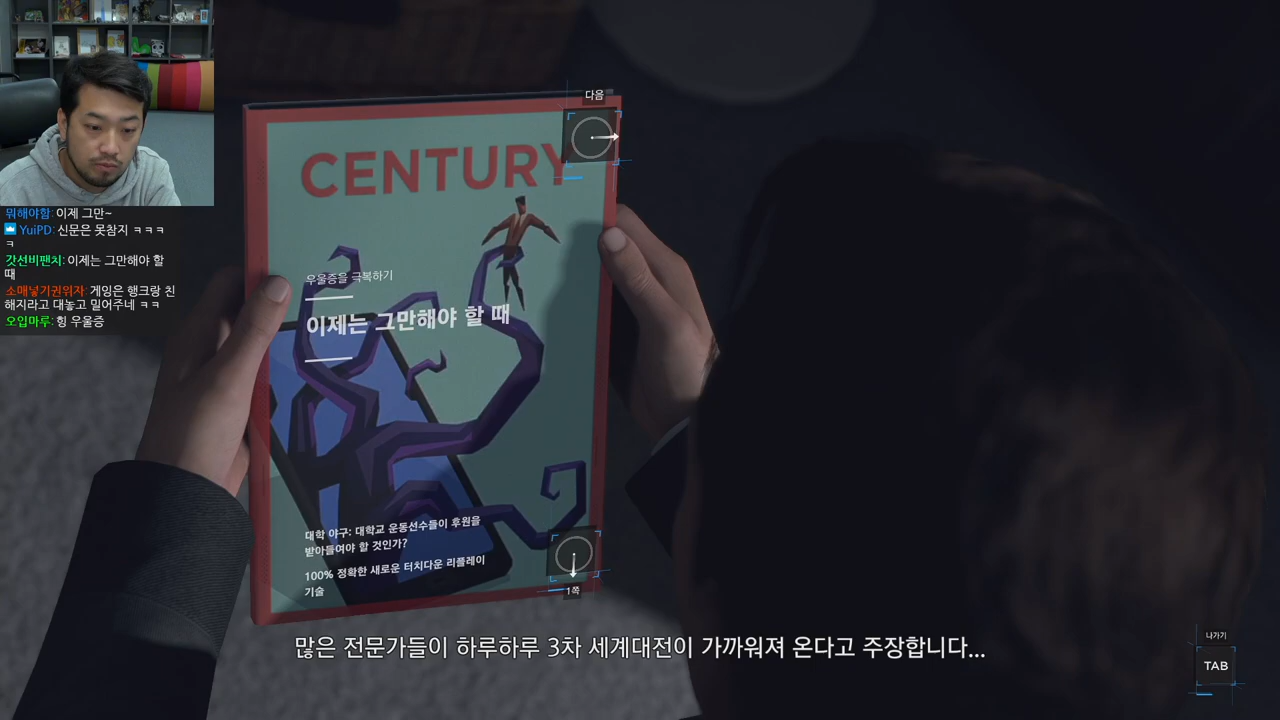 뭐해야함: 이제 그만~
YuiPD: 신문은 못참지 ㅋㅋㅋ
ㅋ
갓선비팬치: 이제는 그만해야 할
때
소매넣기권위자: 게임은 행크랑 친
해지라고 대놓고 밀어주네 ㅋㅋ
오입마루: 힝 우울증
다음
CENTURY
우울증을 극복하기
이제는 그만해야 할 때
대학 야구: 대학교 운동선수들이 후원을
받아들여야 할 것인가?
100% 정확한 새로운 터치다운 리플레이
기술
1쪽
많은 전문가들이 하루하루 3차 세계대전이 가까워져 온다고 주장합니다...
나가기
TAB